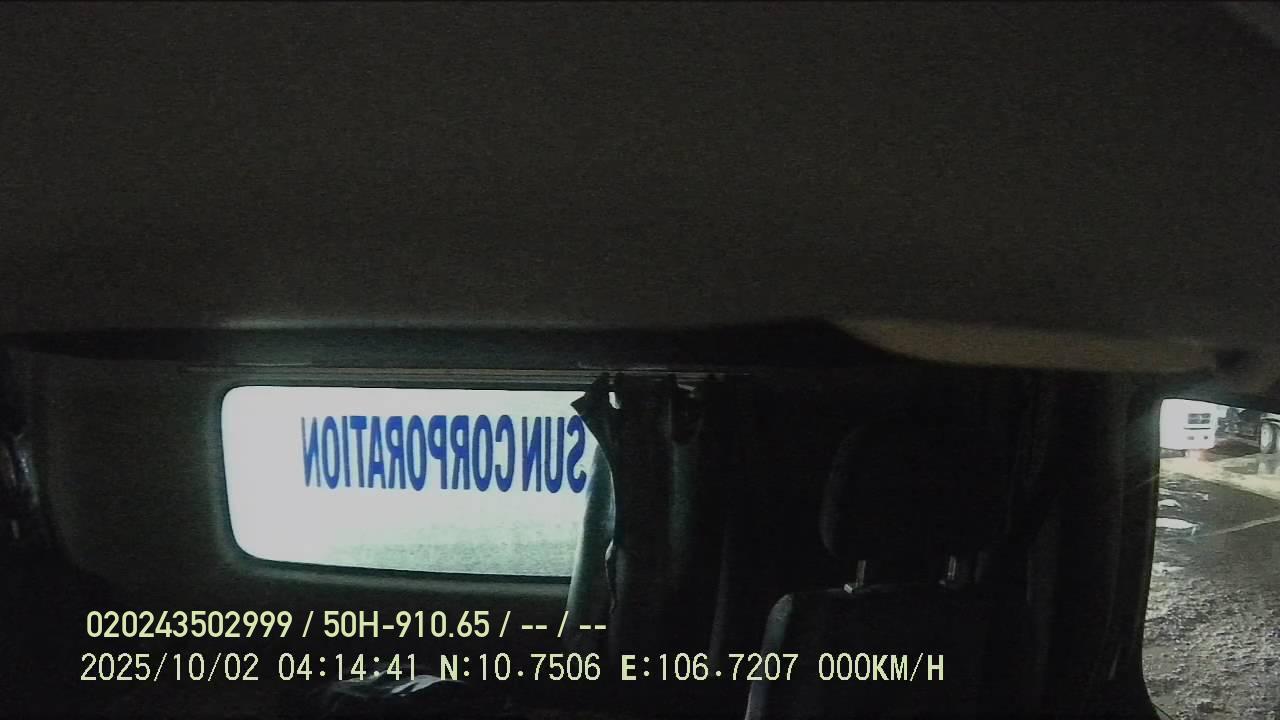 SUN CORPORATION
020243502999 / 50H-910.65 / -- / --
2025/10/02 04:14:41 N:10.7506 E:106.7207 000KM/H